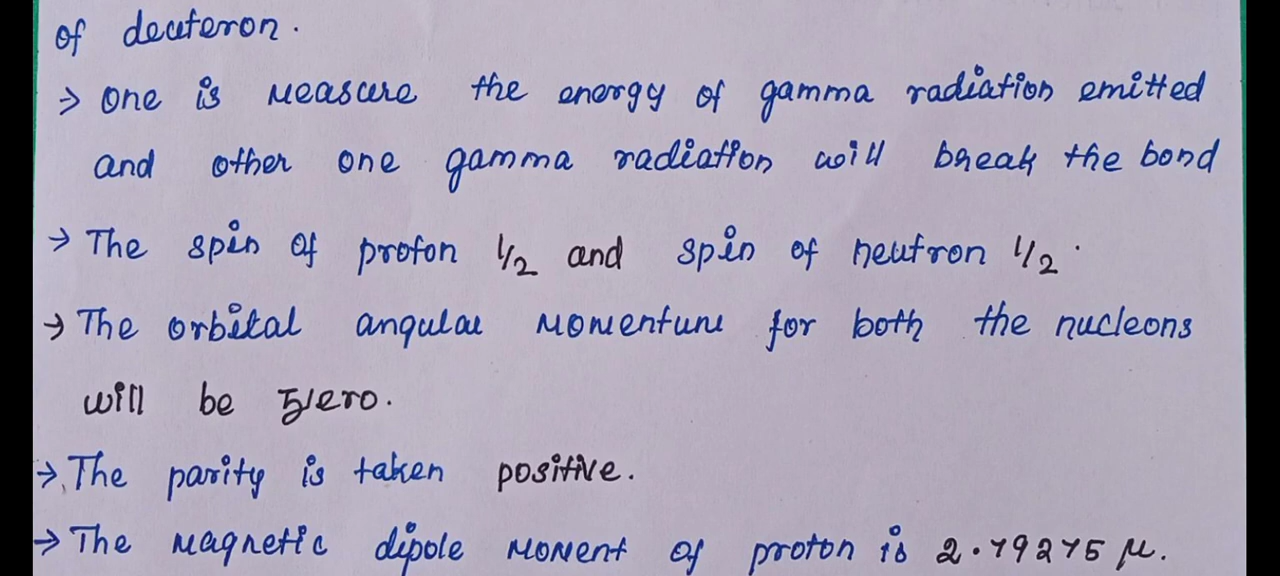 of deuteron.
→ One is measure the energy of gamma radiation emitted
and other one gamma radiation will break the bond
→ The spin of proton 1/2 and spin of neutron 1/2.
→ The orbital angular momentum for both the nucleons
will be zero.
→ The parity is taken positive.
→ The magnetic dipole moment of proton is 2.79275 μ.